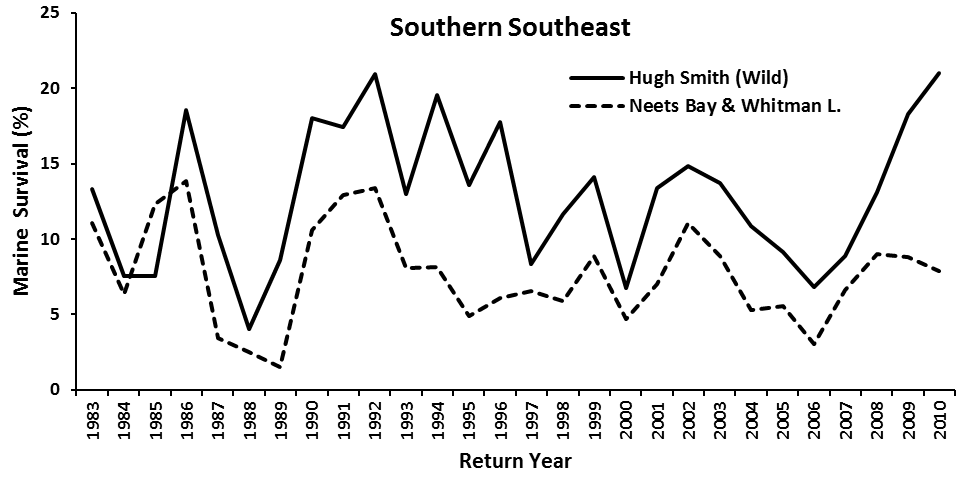 Southern Southeast
Hugh Smith (Wild)
Neets Bay & Whitman L.
Marine Survival (%)
25
20
15
10
5
0
1983 1984 1985 1986 1987 1988 1989 1990 1991 1992 1993 1994 1995 1996 1997 1998 1999 2000 2001 2002 2003 2004 2005 2006 2007 2008 2009 2010
Return Year